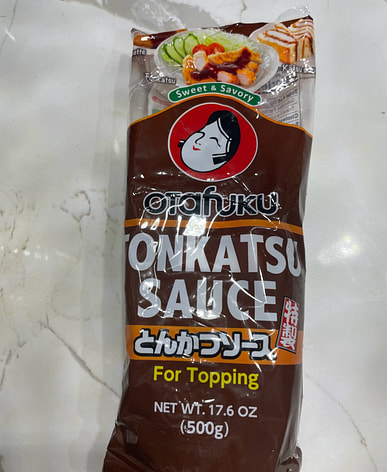 Katsu
Sweet & Savory
OTafuKu
TONKATSU
SAUCE
特製
とんかつソース
For Topping
NET WT. 17.6 OZ
(500g)